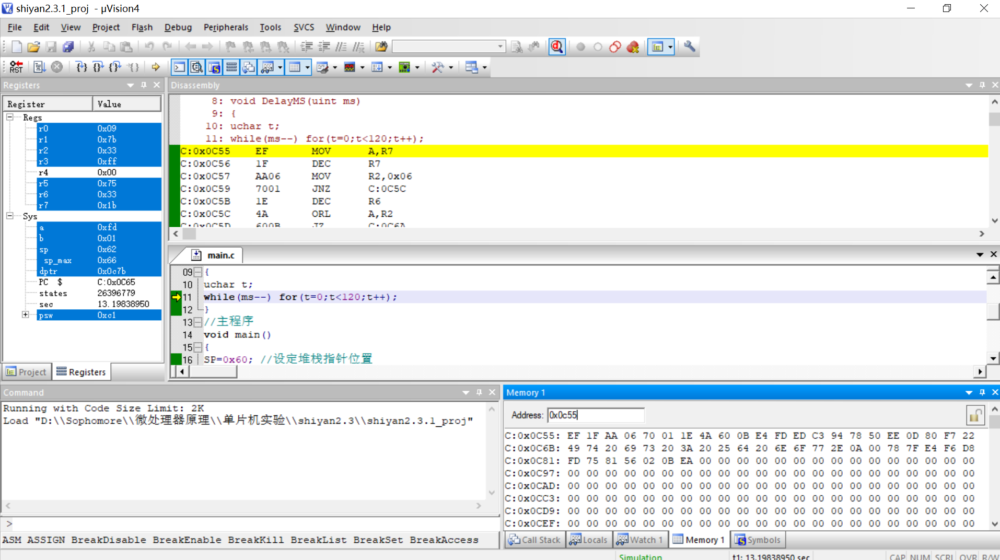 shiyan2.3.1_proj - µVision4
File Edit View Project Flash Debug Peripherals Tools SVCS Window Help
RST
Registers
Register Value
Regs
r0 0x09
r1 0x7b
r2 0x33
r3 0xff
r4 0x00
r5 0x75
r6 0x33
r7 0x1b
Sys
a 0xfd
b 0x01
sp 0x62
sp_max 0x66
dptr 0x0c7b
PC $ C:0x0C65
states 26396779
sec 13.19838950
psw 0xc1
Project Registers
Disassembly
8: void DelayMS(uint ms)
9: {
10: uchar t;
11: while(ms--) for(t=0;t<120;t++);
C:0x0C55 EF MOV A,R7
C:0x0C56 1F DEC R7
C:0x0C57 AA06 MOV R2,0x06
C:0x0C59 7001 JNZ C:0C5C
C:0x0C5B 1E DEC R6
C:0x0C5C 4A ORL A,R2
C:0x0C5D 600B JZ C:0C6A
main.c
09 {
10 uchar t;
11 while(ms--) for(t=0;t<120;t++);
12 }
13 //主程序
14 void main()
15 {
16 SP=0x60; //设定堆栈指针位置
Command
Running with Code Size Limit: 2K
Load "D:\\Sophomore\\微处理器原理\\单片机实验\\shiyan2.3\\shiyan2.3.1_proj"
>
ASM ASSIGN BreakDisable BreakEnable BreakKill BreakList BreakSet BreakAccess
Memory 1
Address: 0x0c55
C:0x0C55: EF 1F AA 06 70 01 1E 4A 60 0B E4 FD ED C3 94 78 50 EE 0D 80 F7 22
C:0x0C6B: 49 74 20 69 73 20 3A 20 25 64 20 6E 6F 77 2E 0A 00 78 7F E4 F6 D8
C:0x0C81: FD 75 81 56 02 0B EA 00 00 00 00 00 00 00 00 00 00 00 00 00 00 00
C:0x0C97: 00 00 00 00 00 00 00 00 00 00 00 00 00 00 00 00 00 00 00 00 00 00
C:0x0CAD: 00 00 00 00 00 00 00 00 00 00 00 00 00 00 00 00 00 00 00 00 00 00
C:0x0CC3: 00 00 00 00 00 00 00 00 00 00 00 00 00 00 00 00 00 00 00 00 00 00
C:0x0CD9: 00 00 00 00 00 00 00 00 00 00 00 00 00 00 00 00 00 00 00 00 00 00
C:0x0CEF: 00 00 00 00 00 00 00 00 00 00 00 00 00 00 00 00 00 00 00 00 00 00
Call Stack Locals Watch 1 Memory 1 Symbols
Simulation t1: 13.19838950 sec CAP NUM SCRL OVR R/W